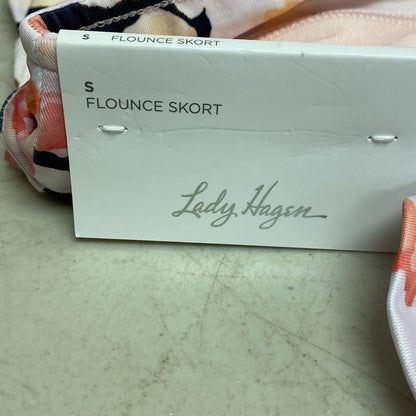 S FLOUNCE SKORT
S
FLOUNCE SKORT
Lady Hagen